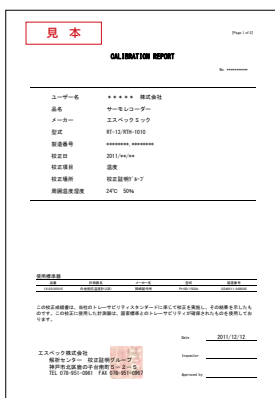 見 本
[Page 1 of 2]
CALIBRATION REPORT
No. **********
ユーザー名 ＊＊＊＊＊ 株式会社
品名 サーモレコーダー
メーカー エスペックミック
型式 RT-13/RTH-1010
製造番号 ********, ********
校正日 2011/**/**
校正項目 温度
校正場所 校正証明ｸﾞﾙｰﾌﾟ
周囲温度湿度 24℃ 50%
使用標準器
この校正成績書は、当社のトレーサビリティスタンダードに準じて校正を実施し、その結果を示したも
のです。この校正に使用した計測器は、国家標準とのトレーサビリティが確保されたものを使用してお
ります。
Date 2011/12/12
エスペック株式会社
解析センター 校正証明グループ
神戸市北区鹿の子台南町5－2－5
TEL 078-951-0961 FAX 078-951-0967
Inspector
Approved by